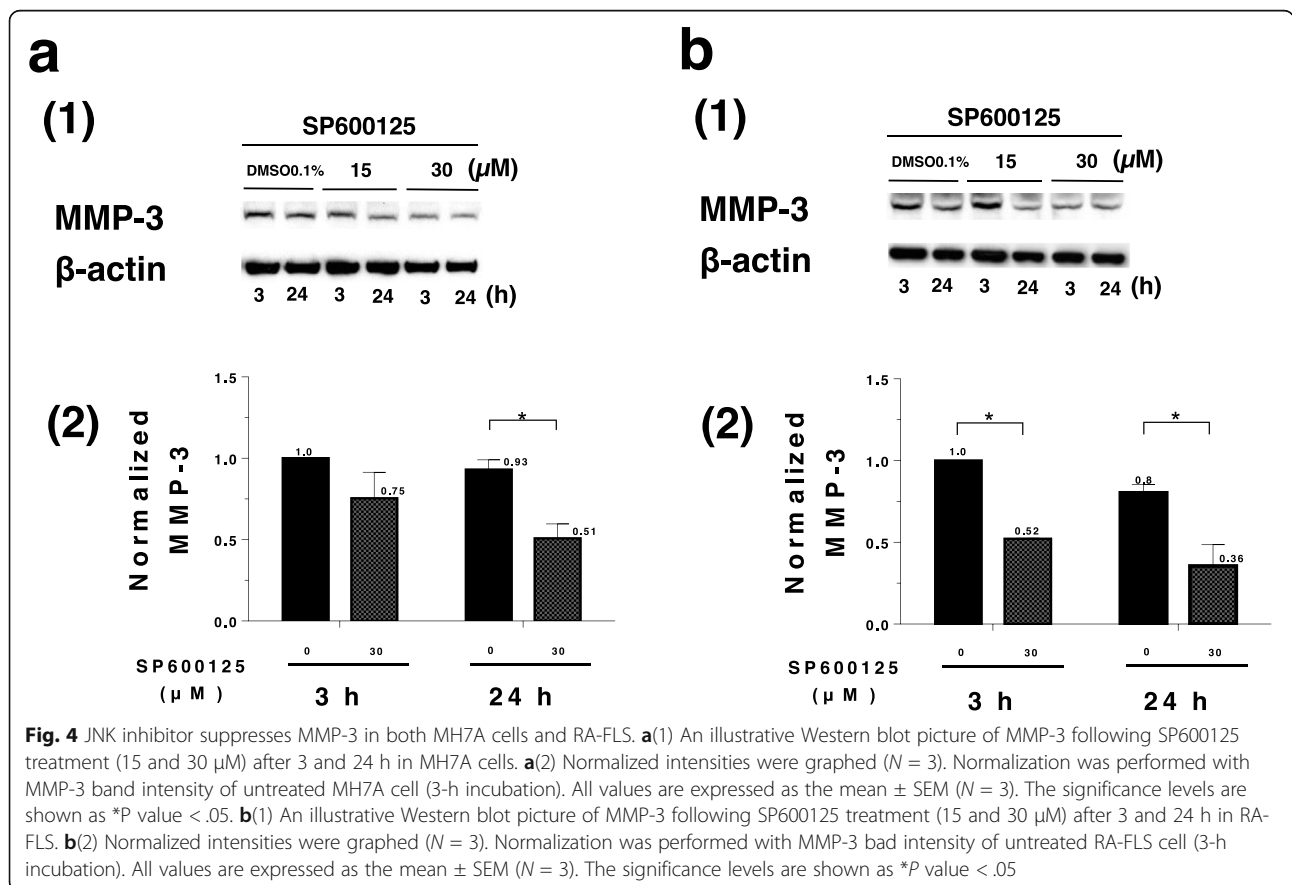 a
(1)
SP600125
DMSO0.1% 15 30 (μM)
MMP-3
β-actin
3 24 3 24 3 24 (h)
(2)
Normalized
MMP-3
1.5
1.0
0.5
0.0
1.0
0.75
*
0.93
0.51
0 30 0 30
SP600125
(μM)
3 h 24 h
b
(1)
SP600125
DMSO0.1% 15 30 (μM)
MMP-3
β-actin
3 24 3 24 3 24 (h)
(2)
Normalized
MMP-3
1.5
1.0
0.5
0.0
*
1.0
0.52
*
0.8
0.36
0 30 0 30
SP600125
(μM)
3 h 24 h
Fig. 4 JNK inhibitor suppresses MMP-3 in both MH7A cells and RA-FLS. a(1) An illustrative Western blot picture of MMP-3 following SP600125
treatment (15 and 30 μM) after 3 and 24 h in MH7A cells. a(2) Normalized intensities were graphed (N = 3). Normalization was performed with
MMP-3 band intensity of untreated MH7A cell (3-h incubation). All values are expressed as the mean ± SEM (N = 3). The significance levels are
shown as *P value < .05. b(1) An illustrative Western blot picture of MMP-3 following SP600125 treatment (15 and 30 μM) after 3 and 24 h in RA-
FLS. b(2) Normalized intensities were graphed (N = 3). Normalization was performed with MMP-3 bad intensity of untreated RA-FLS cell (3-h
incubation). All values are expressed as the mean ± SEM (N = 3). The significance levels are shown as *P value < .05